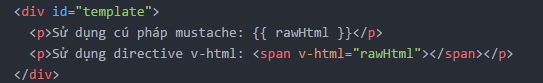 <div id="template">
<p>Sử dụng cú pháp mustache: {{ rawHtml }}</p>
<p>Sử dụng directive v-html: <span v-html="rawHtml"></span></p>
</div>